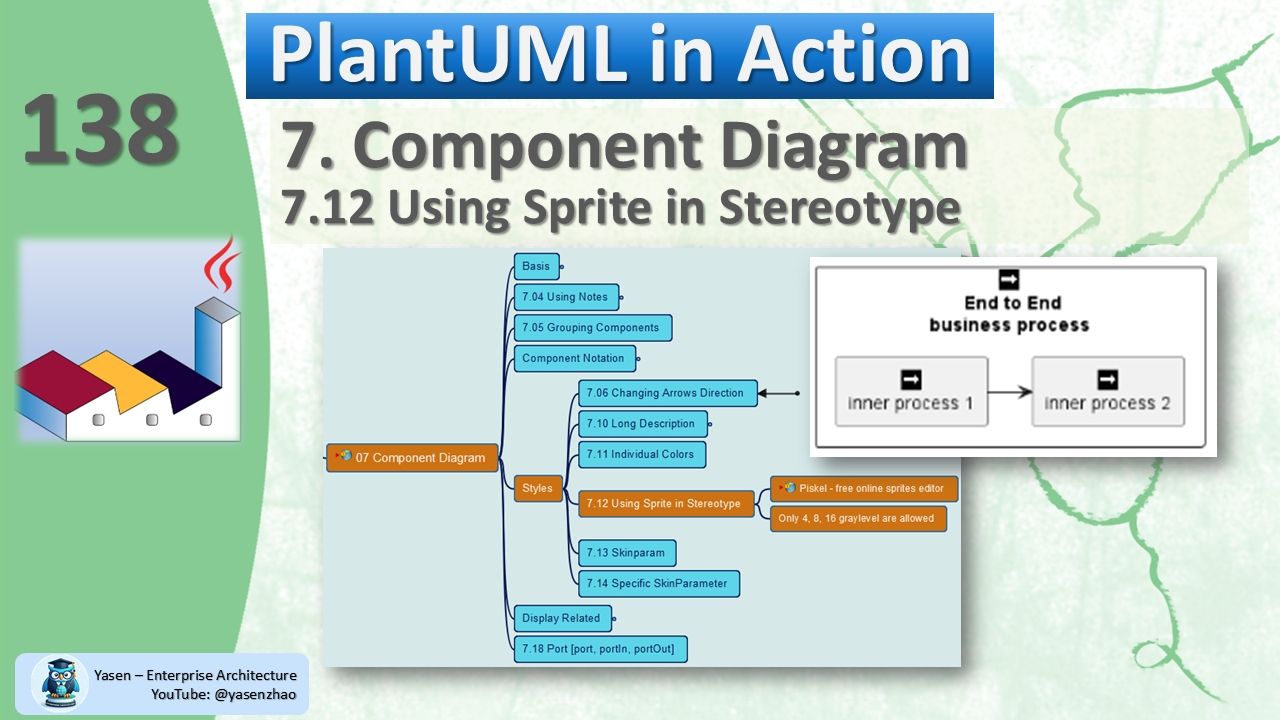 PlantUML in Action
138
7. Component Diagram
7.12 Using Sprite in Stereotype
Basis
7.04 Using Notes
7.05 Grouping Components
Component Notation
7.06 Changing Arrows Direction
7.10 Long Description
7.11 Individual Colors
07 Component Diagram
Styles
7.12 Using Sprite in Stereotype
Piskel - free online sprites editor
Only 4, 8, 16 graylevel are allowed
7.13 Skinparam
7.14 Specific SkinParameter
Display Related
7.18 Port [port, portIn, portOut]
End to End
business process
inner process 1
inner process 2
Yasen – Enterprise Architecture
YouTube: @yasenzhao